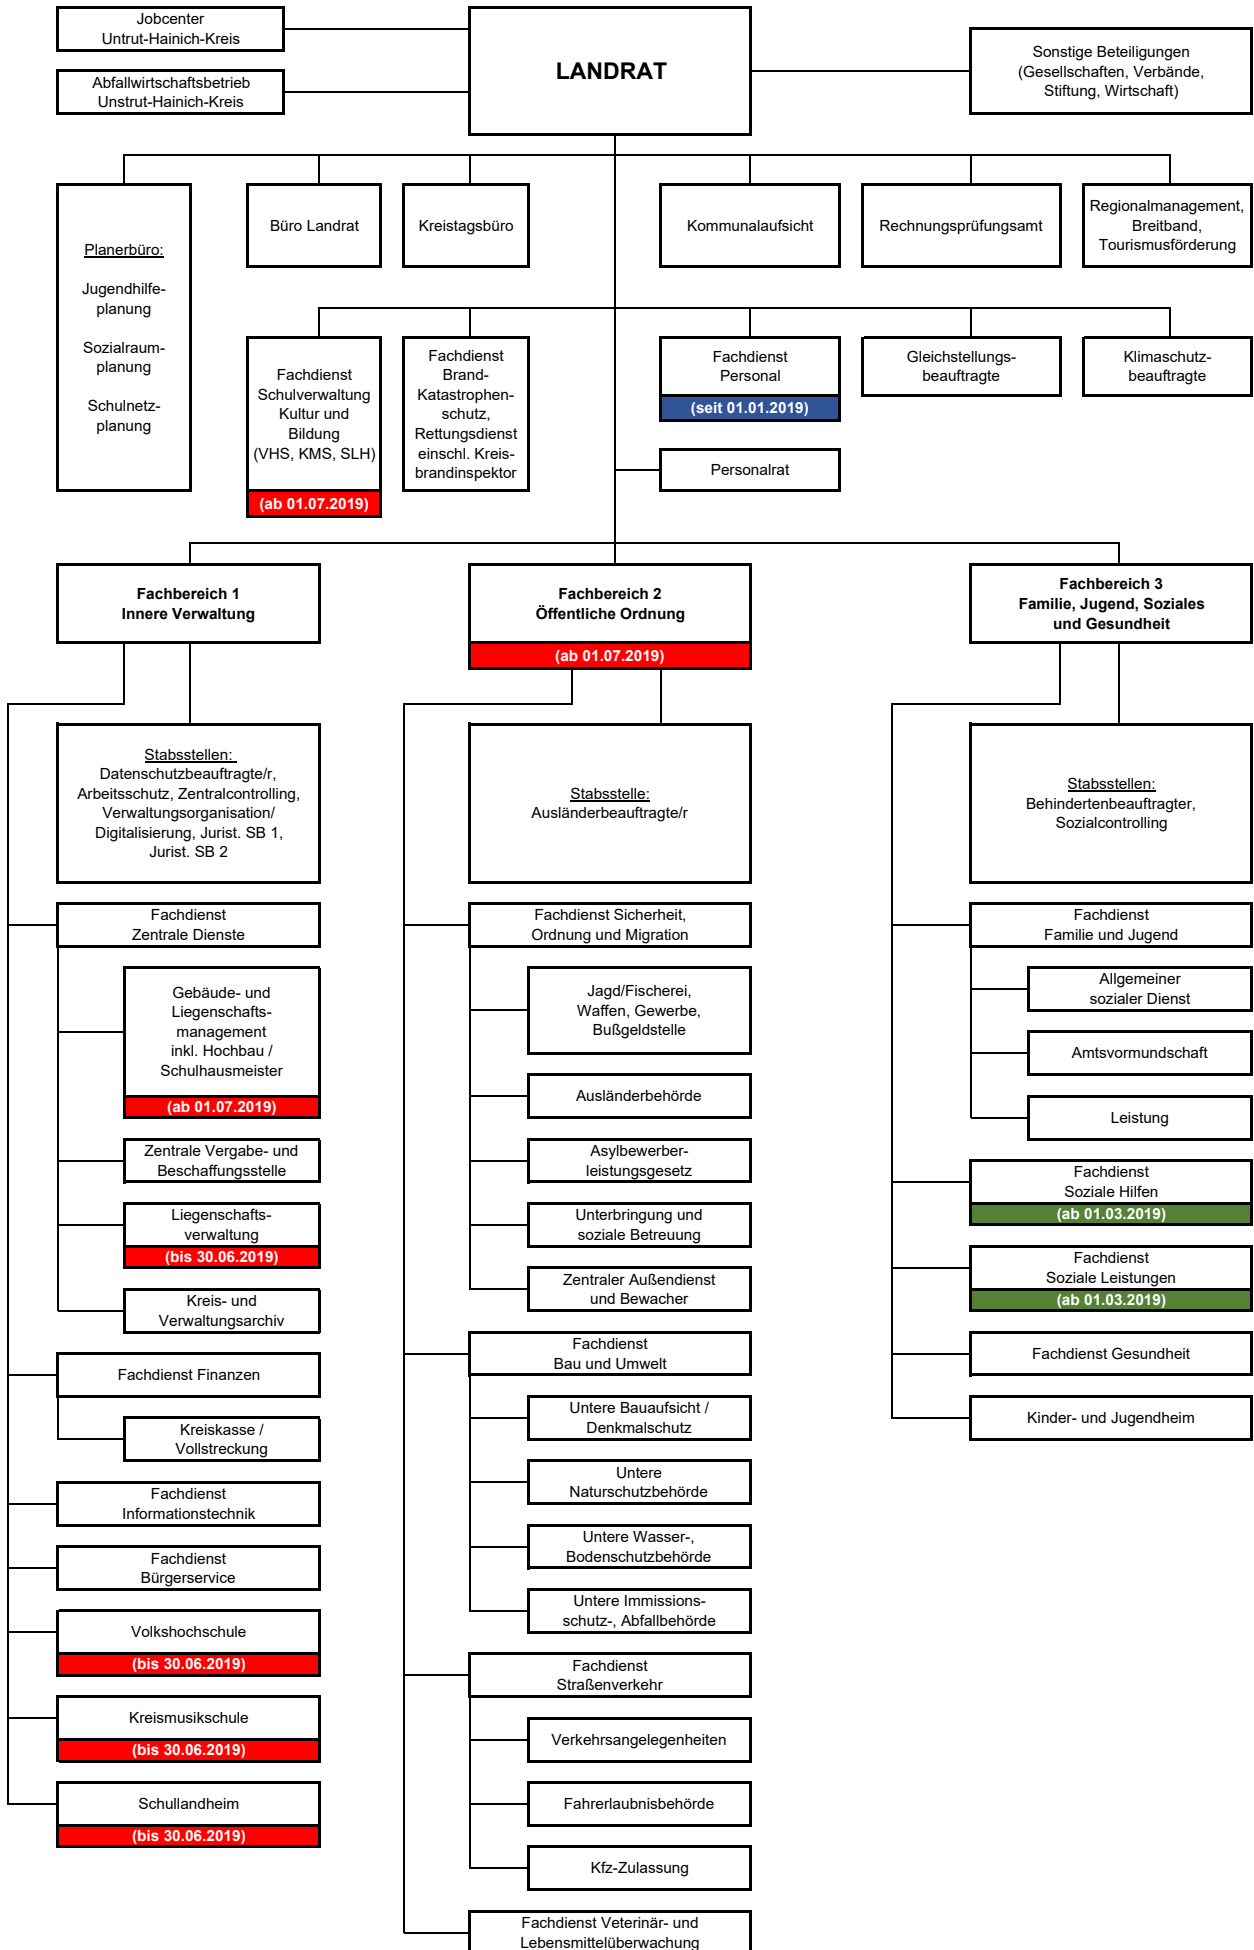 Jobcenter
Untrut-Hainich-Kreis
Abfallwirtschaftsbetrieb
Unstrut-Hainich-Kreis
LANDRAT
Sonstige Beteiligungen
(Gesellschaften, Verbände,
Stiftung, Wirtschaft)
Planerbüro:
Jugendhilfe-
planung
Sozialraum-
planung
Schulnetz-
planung
Büro Landrat
Kreistagsbüro
Kommunalaufsicht
Rechnungsprüfungsamt
Regionalmanagement,
Breitband,
Tourismusförderung
Fachdienst
Schulverwaltung
Kultur und
Bildung
(VHS, KMS, SLH)
(ab 01.07.2019)
Fachdienst
Brand-
Katastrophen-
schutz,
Rettungsdienst
einschl. Kreis-
brandinspektor
Fachdienst
Personal
(seit 01.01.2019)
Gleichstellungs-
beauftragte
Klimaschutz-
beauftragte
Personalrat
Fachbereich 1
Innere Verwaltung
Stabsstellen:
Datenschutzbeauftragte/r,
Arbeitsschutz, Zentralcontrolling,
Verwaltungsorganisation/
Digitalisierung, Jurist. SB 1,
Jurist. SB 2
Fachdienst
Zentrale Dienste
Gebäude- und
Liegenschafts-
management
inkl. Hochbau /
Schulhausmeister
(ab 01.07.2019)
Zentrale Vergabe- und
Beschaffungsstelle
Liegenschafts-
verwaltung
(bis 30.06.2019)
Kreis- und
Verwaltungsarchiv
Fachdienst Finanzen
Kreiskasse /
Vollstreckung
Fachdienst
Informationstechnik
Fachdienst
Bürgerservice
Volkshochschule
(bis 30.06.2019)
Kreismusikschule
(bis 30.06.2019)
Schullandheim
(bis 30.06.2019)
Fachbereich 2
Öffentliche Ordnung
(ab 01.07.2019)
Stabsstelle:
Ausländerbeauftragte/r
Fachdienst Sicherheit,
Ordnung und Migration
Jagd/Fischerei,
Waffen, Gewerbe,
Bußgeldstelle
Ausländerbehörde
Asylbewerber-
leistungsgesetz
Unterbringung und
soziale Betreuung
Zentraler Außendienst
und Bewacher
Fachdienst
Bau und Umwelt
Untere Bauaufsicht /
Denkmalschutz
Untere
Naturschutzbehörde
Untere Wasser-,
Bodenschutzbehörde
Untere Immissions-
schutz-, Abfallbehörde
Fachdienst
Straßenverkehr
Verkehrsangelegenheiten
Fahrerlaubnisbehörde
Kfz-Zulassung
Fachdienst Veterinär- und
Lebensmittelüberwachung
Fachbereich 3
Familie, Jugend, Soziales
und Gesundheit
Stabsstellen:
Behindertenbeauftragter,
Sozialcontrolling
Fachdienst
Familie und Jugend
Allgemeiner
sozialer Dienst
Amtsvormundschaft
Leistung
Fachdienst
Soziale Hilfen
(ab 01.03.2019)
Fachdienst
Soziale Leistungen
(ab 01.03.2019)
Fachdienst Gesundheit
Kinder- und Jugendheim